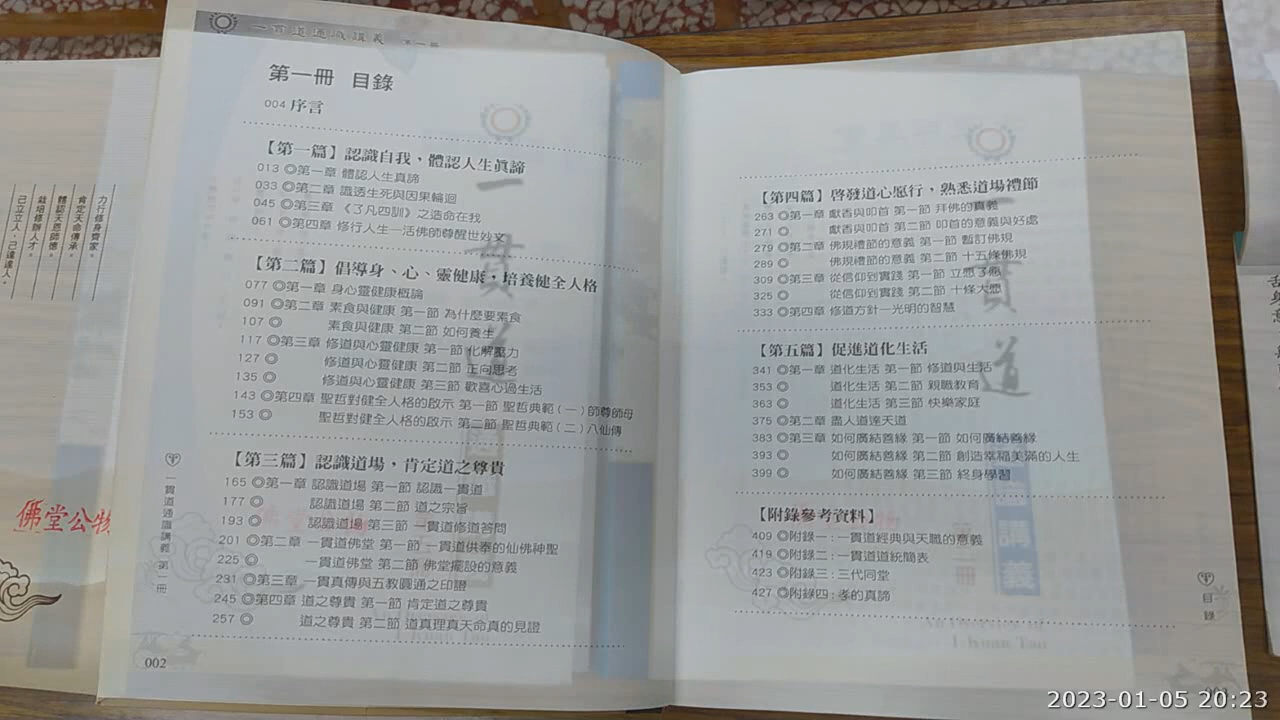 力行修身齊家。
肯定天命傳承。
體認天恩師德。
栽培修辦人才。
己立立人，己達達人。
佛堂公物
一貫道通識講義 第一冊
第一冊 目錄
004 序言
【第一篇】認識自我，體認人生真諦
013 ◎第一章 體認人生真諦
033 ◎第二章 識透生死與因果輪迴
045 ◎第三章 《了凡四訓》之造命在我
061 ◎第四章 修行人生—活佛師尊醒世妙文
【第二篇】倡導身、心、靈健康，培養健全人格
077 ◎第一章 身心靈健康概論
091 ◎第二章 素食與健康 第一節 為什麼要素食
107 ◎ 素食與健康 第二節 如何養生
117 ◎第三章 修道與心靈健康 第一節 化解壓力
127 ◎ 修道與心靈健康 第二節 正向思考
135 ◎ 修道與心靈健康 第三節 歡喜心過生活
143 ◎第四章 聖哲對健全人格的啟示 第一節 聖哲典範（一）師尊師母
153 ◎ 聖哲對健全人格的啟示 第二節 聖哲典範（二）八仙傳
【第三篇】認識道場，肯定道之尊貴
165 ◎第一章 認識道場 第一節 認識一貫道
177 ◎ 認識道場 第二節 道之宗旨
193 ◎ 認識道場 第三節 一貫道修道答問
201 ◎第二章 一貫道佛堂 第一節 一貫道供奉的仙佛神聖
225 ◎ 一貫道佛堂 第二節 佛堂擺設的意義
231 ◎第三章 一貫真傳與五教圓通之印證
245 ◎第四章 道之尊貴 第一節 肯定道之尊貴
257 ◎ 道之尊貴 第二節 道真理真天命真的見證
一貫道通識講義 第一冊
002
【第四篇】啓發道心愿行，熟悉道場禮節
263 ◎第一章 獻香與叩首 第一節 拜佛的真義
271 ◎ 獻香與叩首 第二節 叩首的意義與好處
279 ◎第二章 佛規禮節的意義 第一節 暫訂佛規
289 ◎ 佛規禮節的意義 第二節 十五條佛規
309 ◎第三章 從信仰到實踐 第一節 立愿了愿
325 ◎ 從信仰到實踐 第二節 十條大愿
333 ◎第四章 修道方針—光明的智慧
【第五篇】促進道化生活
341 ◎第一章 道化生活 第一節 修道與生活
353 ◎ 道化生活 第二節 親職教育
363 ◎ 道化生活 第三節 快樂家庭
375 ◎第二章 盡人道達天道
383 ◎第三章 如何廣結善緣 第一節 如何廣結善緣
393 ◎ 如何廣結善緣 第二節 創造幸福美滿的人生
399 ◎ 如何廣結善緣 第三節 終身學習
【附錄參考資料】
409 ◎附錄一：一貫道經典與天職的意義
419 ◎附錄二：一貫道道統簡表
423 ◎附錄三：三代同堂
427 ◎附錄四：孝的真諦
目錄
2023-01-05 20:23